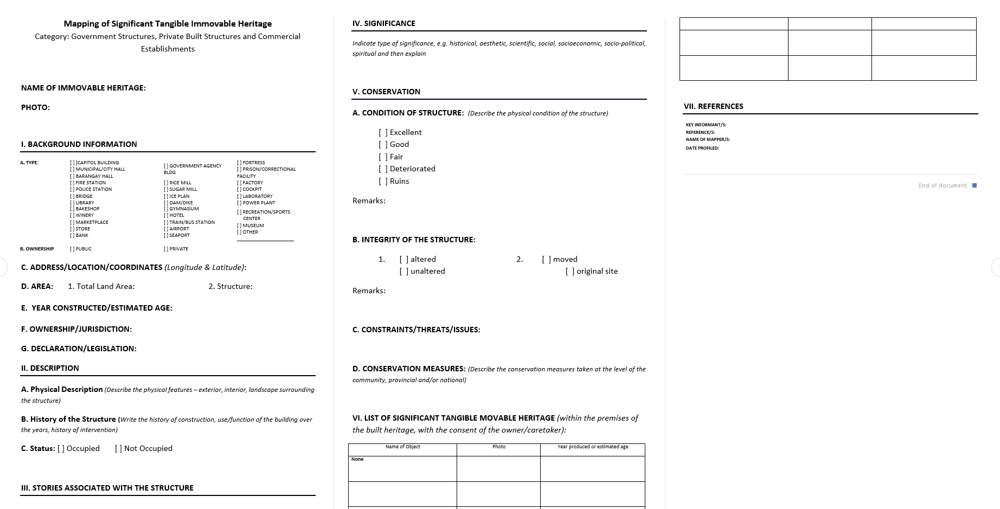 Mapping of Significant Tangible Immovable Heritage
Category: Government Structures, Private Built Structures and Commercial
Establishments
NAME OF IMMOVABLE HERITAGE:
PHOTO:
I. BACKGROUND INFORMATION
A. TYPE:
[ ] ]CAPITOL BUILDING
[ ] MUNICIPAL/CITY HALL
[ ] BARANGAY HALL
[ ] FIRE STATION
[ ] POLICE STATION
[ ] BRIDGE
[ ] LIBRARY
[ ] BAKESHOP
[ ] WINERY
[ ] MARKETPLACE
[ ] STORE
[ ] BANK
[ ] GOVERNMENT AGENCY
BLDG
[ ] RICE MILL
[ ] SUGAR MILL
[ ] ICE PLAN
[ ] DAM/DIKE
[ ] GYMNASIUM
[ ] HOTEL
[ ] TRAIN/BUS STATION
[ ] AIRPORT
[ ] SEAPORT
[ ] FORTRESS
[ ] PRISON/CORRECTIONAL
FACILITY
[ ] FACTORY
[ ] COCKPIT
[ ] LABORATORY
[ ] POWER PLANT
[ ] RECREATION/SPORTS
CENTER
[ ] MUSEUM
[ ] OTHER
B. OWNERSHIP [ ] PUBLIC [ ] PRIVATE
C. ADDRESS/LOCATION/COORDINATES (Longitude & Latitude):
D. AREA: 1. Total Land Area: 2. Structure:
E. YEAR CONSTRUCTED/ESTIMATED AGE:
F. OWNERSHIP/JURISDICTION:
G. DECLARATION/LEGISLATION:
II. DESCRIPTION
A. Physical Description (Describe the physical features – exterior, interior, landscape surrounding
the structure)
B. History of the Structure (Write the history of construction, use/function of the building over
the years, history of intervention)
C. Status: [ ] Occupied [ ] Not Occupied
III. STORIES ASSOCIATED WITH THE STRUCTURE
IV. SIGNIFICANCE
Indicate type of significance, e.g. historical, aesthetic, scientific, social, socioeconomic, socio-political,
spiritual and then explain
V. CONSERVATION
A. CONDITION OF STRUCTURE: (Describe the physical condition of the structure)
[ ] Excellent
[ ] Good
[ ] Fair
[ ] Deteriorated
[ ] Ruins
Remarks:
B. INTEGRITY OF THE STRUCTURE:
1. [ ] altered 2. [ ] moved
[ ] unaltered [ ] original site
Remarks:
C. CONSTRAINTS/THREATS/ISSUES:
D. CONSERVATION MEASURES: (Describe the conservation measures taken at the level of the
community, provincial and/or national)
VI. LIST OF SIGNIFICANT TANGIBLE MOVABLE HERITAGE (within the premises of
the built heritage, with the consent of the owner/caretaker):
Name of Object Photo Year produced or estimated age
None
VII. REFERENCES
KEY INFORMANT/S:
REFERENCE/S:
NAME OF MAPPER/S:
DATE PROFILED:
End of document